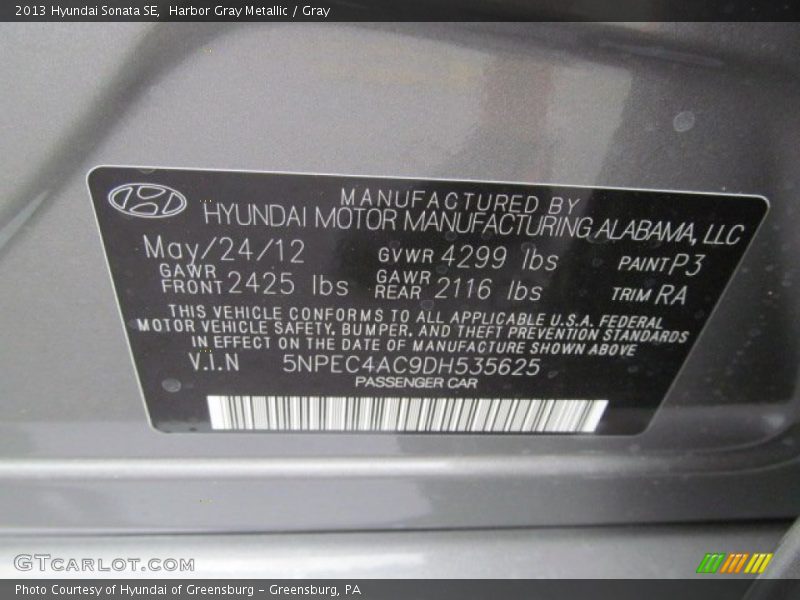 2013 Hyundai Sonata SE,  Harbor Gray Metallic / Gray
MANUFACTURED BY
HYUNDAI MOTOR MANUFACTURING ALABAMA, LLC
May/24/12 GVWR 4299 lbs PAINT P3
GAWR FRONT 2425 lbs GAWR REAR 2116 lbs TRIM RA
THIS VEHICLE CONFORMS TO ALL APPLICABLE U.S.A. FEDERAL
MOTOR VEHICLE SAFETY, BUMPER, AND THEFT PREVENTION STANDARDS
IN EFFECT ON THE DATE OF MANUFACTURE SHOWN ABOVE
V.I.N 5NPEC4AC9DH535625
PASSENGER CAR
GTCARLOT.COM
Photo Courtesy of Hyundai of Greensburg - Greensburg, PA